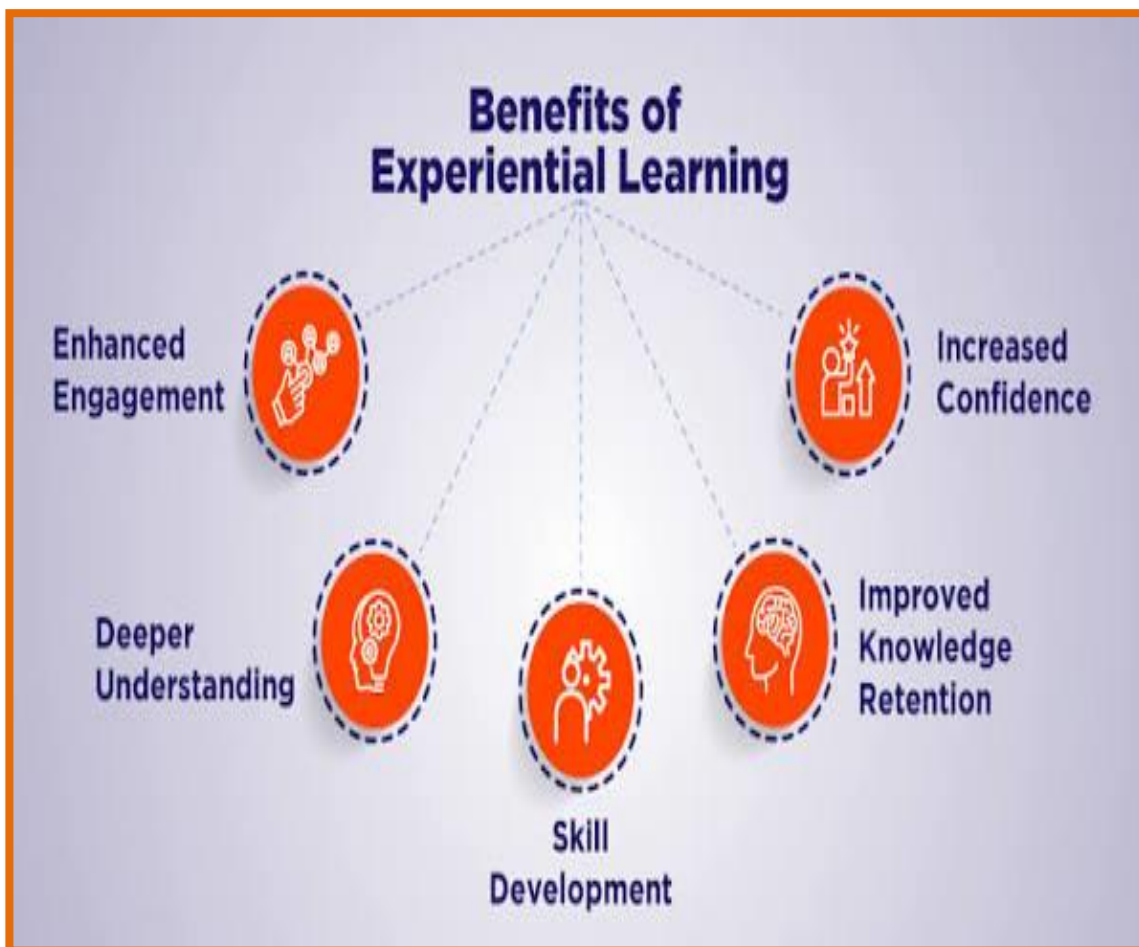 Benefits of
Experiential Learning
Enhanced
Engagement
Deeper
Understanding
Skill
Development
Improved
Knowledge
Retention
Increased
Confidence